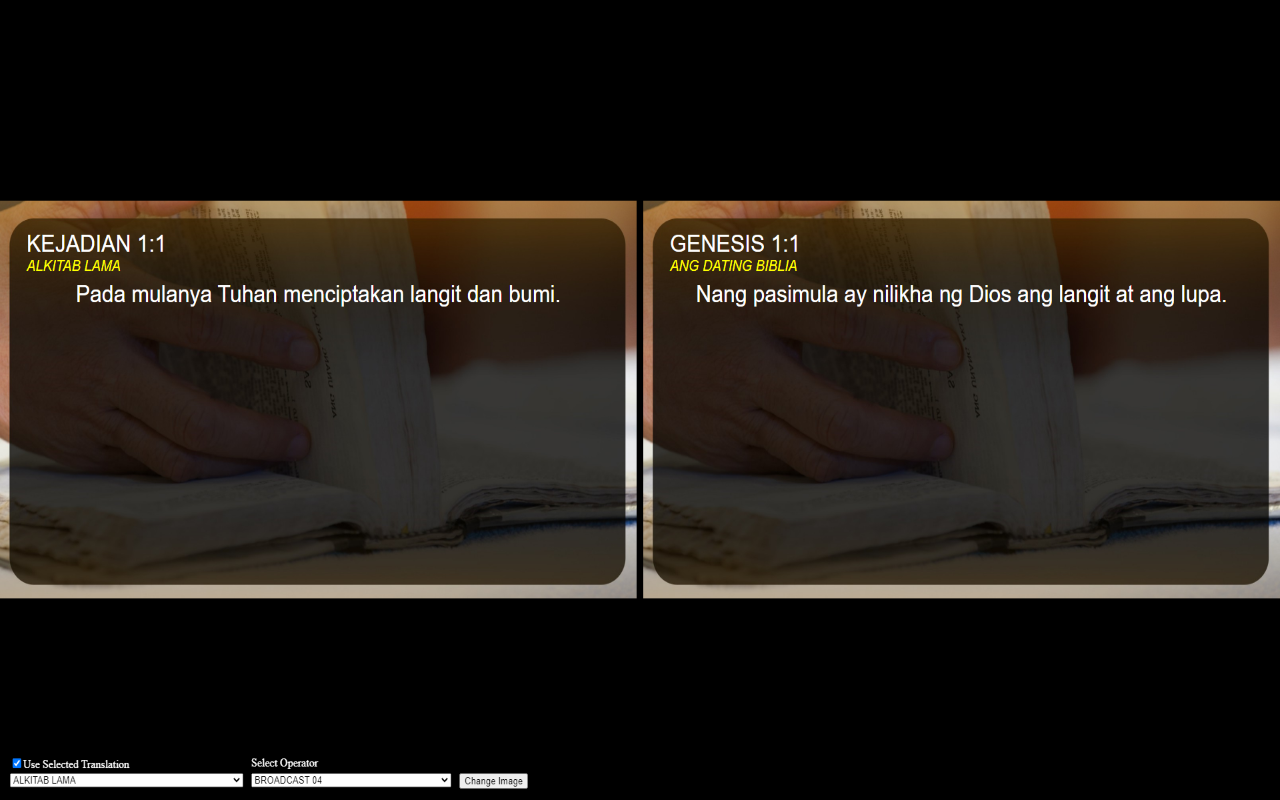 KEJADIAN 1:1
ALKITAB LAMA
Pada mulanya Tuhan menciptakan langit dan bumi.
GENESIS 1:1
ANG DATING BIBLIA
Nang pasimula ay nilikha ng Dios ang langit at ang lupa.
Use Selected Translation
ALKITAB LAMA
Select Operator
BROADCAST 04
Change Image